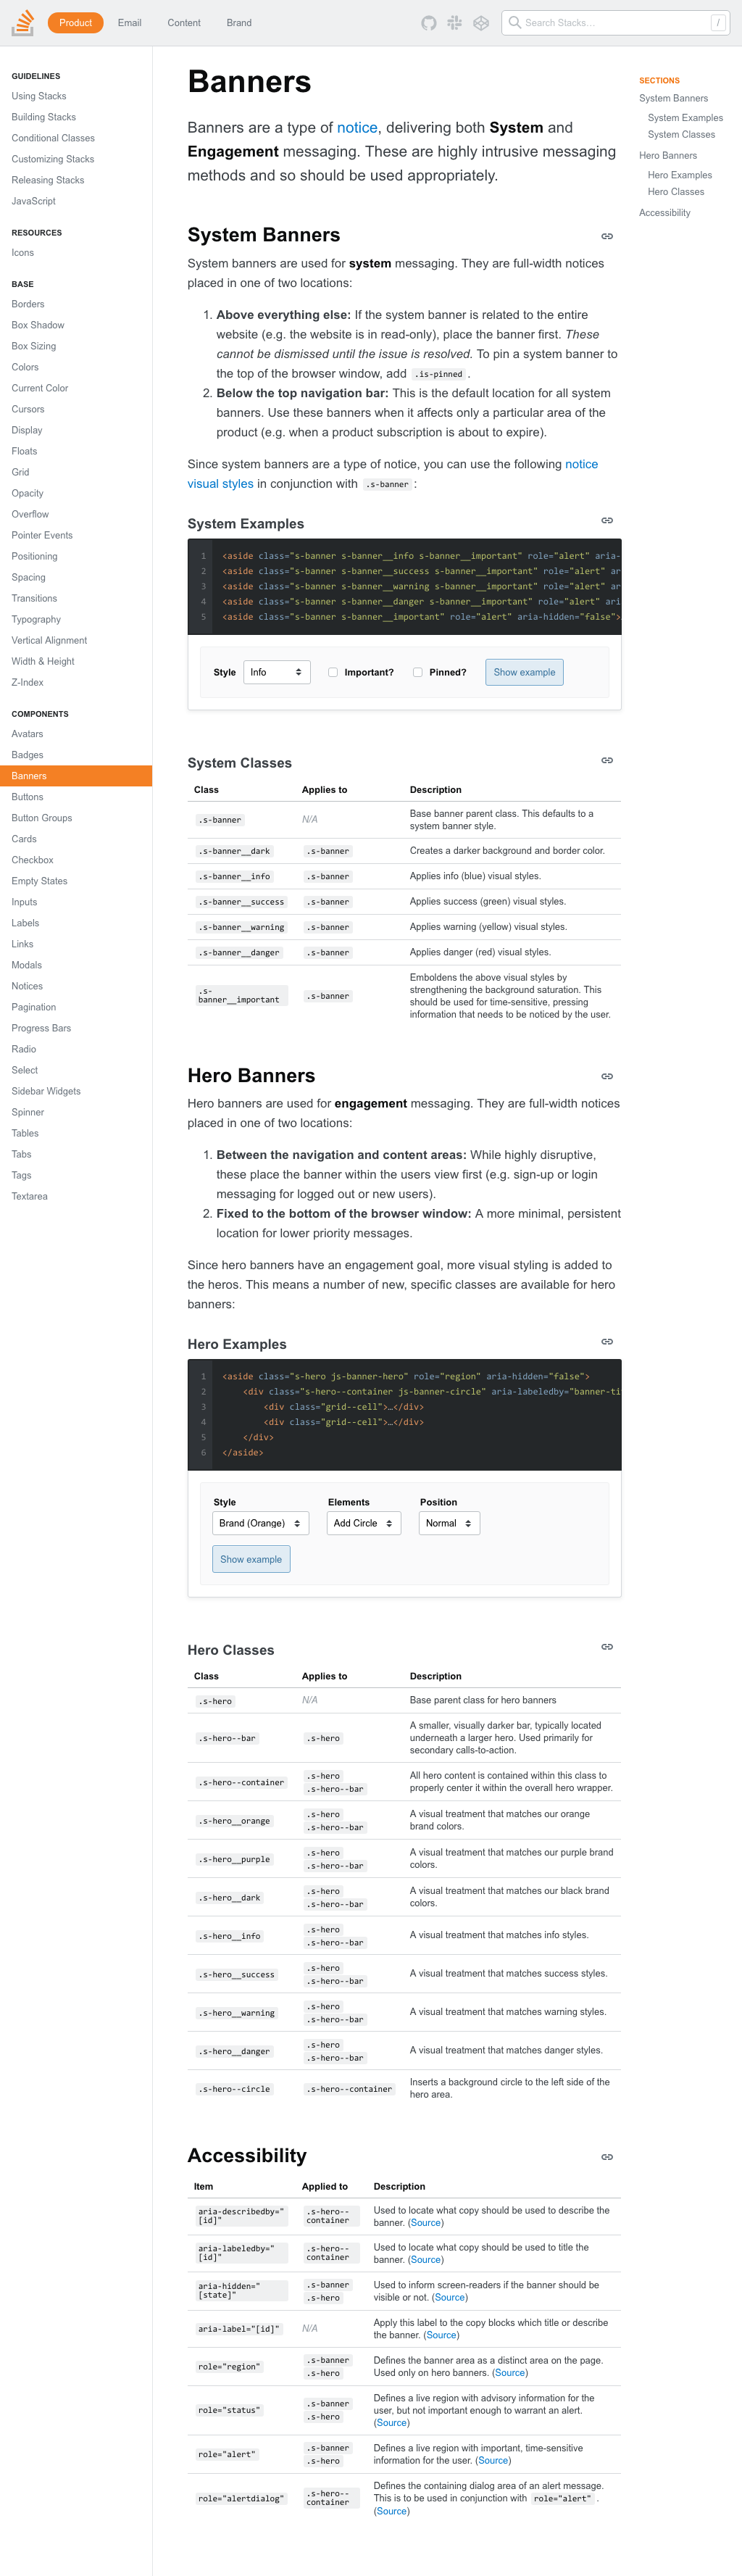 Product
Email
Content
Brand
Search Stacks…
/
GUIDELINES
Using Stacks
Building Stacks
Conditional Classes
Customizing Stacks
Releasing Stacks
JavaScript
RESOURCES
Icons
BASE
Borders
Box Shadow
Box Sizing
Colors
Current Color
Cursors
Display
Floats
Grid
Opacity
Overflow
Pointer Events
Positioning
Spacing
Transitions
Typography
Vertical Alignment
Width & Height
Z-Index
COMPONENTS
Avatars
Badges
Banners
Buttons
Button Groups
Cards
Checkbox
Empty States
Inputs
Labels
Links
Modals
Notices
Pagination
Progress Bars
Radio
Select
Sidebar Widgets
Spinner
Tables
Tabs
Tags
Textarea
Banners
Banners are a type of notice, delivering both System and
Engagement messaging. These are highly intrusive messaging
methods and so should be used appropriately.
System Banners
System banners are used for system messaging. They are full-width notices
placed in one of two locations:
1. Above everything else: If the system banner is related to the entire
website (e.g. the website is in read-only), place the banner first. These
cannot be dismissed until the issue is resolved. To pin a system banner to
the top of the browser window, add .is-pinned .
2. Below the top navigation bar: This is the default location for all system
banners. Use these banners when it affects only a particular area of the
product (e.g. when a product subscription is about to expire).
Since system banners are a type of notice, you can use the following notice
visual styles in conjunction with .s-banner :
System Examples
1 <aside class="s-banner s-banner__info s-banner__important" role="alert" aria-
2 <aside class="s-banner s-banner__success s-banner__important" role="alert" ar
3 <aside class="s-banner s-banner__warning s-banner__important" role="alert" ar
4 <aside class="s-banner s-banner__danger s-banner__important" role="alert" ari
5 <aside class="s-banner s-banner__important" role="alert" aria-hidden="false">
Style Info Important? Pinned? Show example
System Classes
Class Applies to Description
.s-banner N/A Base banner parent class. This defaults to a
system banner style.
.s-banner__dark .s-banner Creates a darker background and border color.
.s-banner__info .s-banner Applies info (blue) visual styles.
.s-banner__success .s-banner Applies success (green) visual styles.
.s-banner__warning .s-banner Applies warning (yellow) visual styles.
.s-banner__danger .s-banner Applies danger (red) visual styles.
.s-
banner__important
.s-banner
Emboldens the above visual styles by
strengthening the background saturation. This
should be used for time-sensitive, pressing
information that needs to be noticed by the user.
Hero Banners
Hero banners are used for engagement messaging. They are full-width notices
placed in one of two locations:
1. Between the navigation and content areas: While highly disruptive,
these place the banner within the users view first (e.g. sign-up or login
messaging for logged out or new users).
2. Fixed to the bottom of the browser window: A more minimal, persistent
location for lower priority messages.
Since hero banners have an engagement goal, more visual styling is added to
the heros. This means a number of new, specific classes are available for hero
banners:
Hero Examples
1 <aside class="s-hero js-banner-hero" role="region" aria-hidden="false">
2 <div class="s-hero--container js-banner-circle" aria-labeledby="banner-ti
3 <div class="grid--cell">…</div>
4 <div class="grid--cell">…</div>
5 </div>
6 </aside>
Style Elements Position
Brand (Orange) Add Circle Normal
Show example
Hero Classes
Class Applies to Description
.s-hero N/A Base parent class for hero banners
.s-hero--bar .s-hero
A smaller, visually darker bar, typically located
underneath a larger hero. Used primarily for
secondary calls-to-action.
.s-hero--container
.s-hero
.s-hero--bar
All hero content is contained within this class to
properly center it within the overall hero wrapper.
.s-hero__orange
.s-hero
.s-hero--bar
A visual treatment that matches our orange
brand colors.
.s-hero__purple
.s-hero
.s-hero--bar
A visual treatment that matches our purple brand
colors.
.s-hero__dark
.s-hero
.s-hero--bar
A visual treatment that matches our black brand
colors.
.s-hero__info
.s-hero
.s-hero--bar
A visual treatment that matches info styles.
.s-hero__success
.s-hero
.s-hero--bar
A visual treatment that matches success styles.
.s-hero__warning
.s-hero
.s-hero--bar
A visual treatment that matches warning styles.
.s-hero__danger
.s-hero
.s-hero--bar
A visual treatment that matches danger styles.
.s-hero--circle .s-hero--container
Inserts a background circle to the left side of the
hero area.
Accessibility
Item Applied to Description
aria-describedby="
[id]"
.s-hero--
container
Used to locate what copy should be used to describe the
banner. (Source)
aria-labeledby="
[id]"
.s-hero--
container
Used to locate what copy should be used to title the
banner. (Source)
aria-hidden="
[state]"
.s-banner
.s-hero
Used to inform screen-readers if the banner should be
visible or not. (Source)
aria-label="[id]" N/A
Apply this label to the copy blocks which title or describe
the banner. (Source)
role="region"
.s-banner
.s-hero
Defines the banner area as a distinct area on the page.
Used only on hero banners. (Source)
role="status"
.s-banner
.s-hero
Defines a live region with advisory information for the
user, but not important enough to warrant an alert.
(Source)
role="alert"
.s-banner
.s-hero
Defines a live region with important, time-sensitive
information for the user. (Source)
role="alertdialog"
.s-hero--
container
Defines the containing dialog area of an alert message.
This is to be used in conjunction with role="alert" .
(Source)
SECTIONS
System Banners
System Examples
System Classes
Hero Banners
Hero Examples
Hero Classes
Accessibility